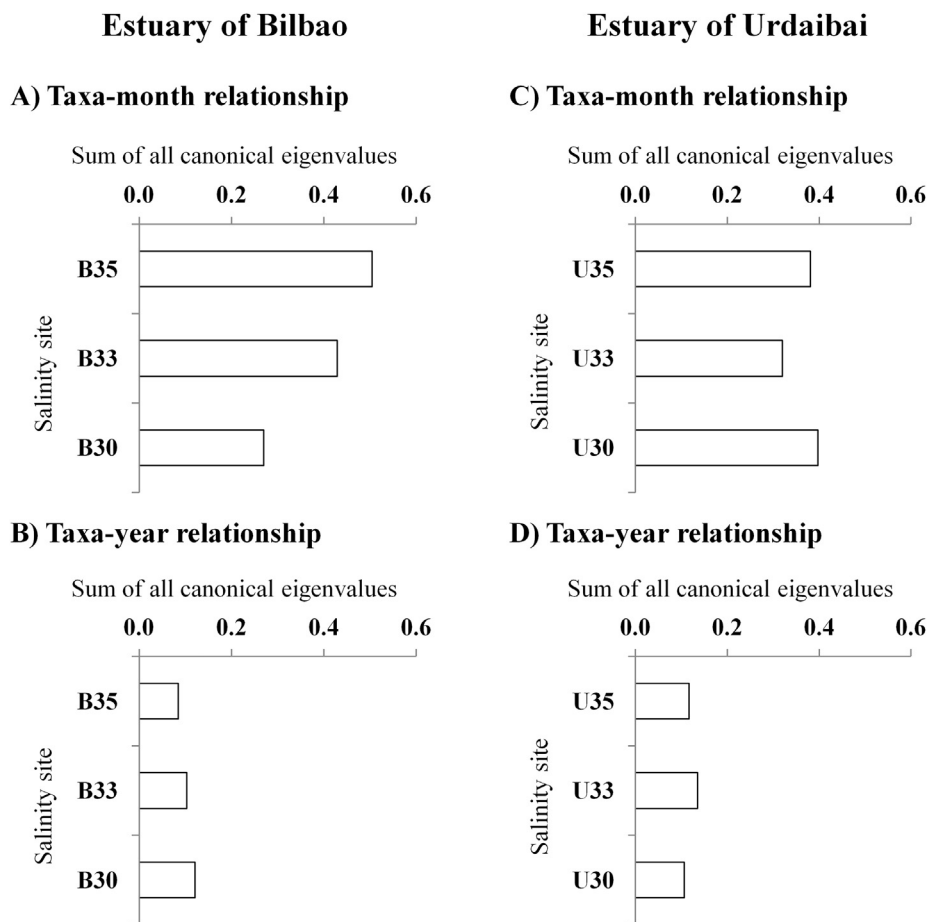 Estuary of Bilbao
Estuary of Urdaibai
A) Taxa-month relationship
Sum of all canonical eigenvalues
0.0 0.2 0.4 0.6
Salinity site
B35
B33
B30
C) Taxa-month relationship
Sum of all canonical eigenvalues
0.0 0.2 0.4 0.6
Salinity site
U35
U33
U30
B) Taxa-year relationship
Sum of all canonical eigenvalues
0.0 0.2 0.4 0.6
Salinity site
B35
B33
B30
D) Taxa-year relationship
Sum of all canonical eigenvalues
0.0 0.2 0.4 0.6
Salinity site
U35
U33
U30